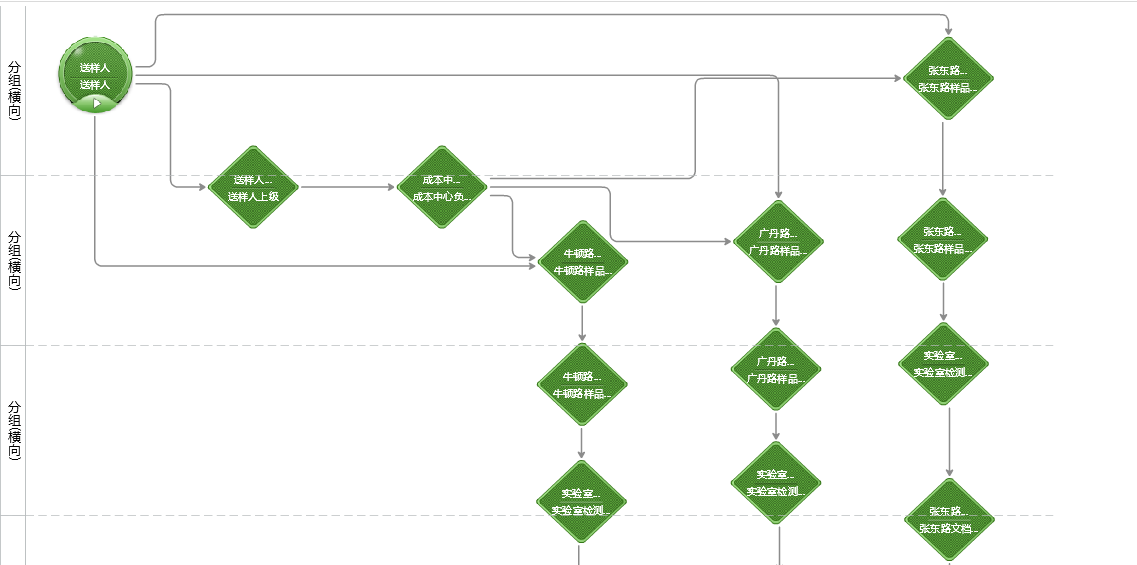 分组(横向)
送样人
送样人
张东路...
张东路样品...
分组(横向)
送样人...
送样人上级
成本中...
成本中心负...
牛顿路...
牛顿路样品...
广丹路...
广丹路样品...
张东路...
张东路样品...
分组(横向)
牛顿路...
牛顿路样品...
广丹路...
广丹路样品...
实验室...
实验室检测...
实验室...
实验室检测...
实验室...
实验室检测...
张东路...
张东路文档...